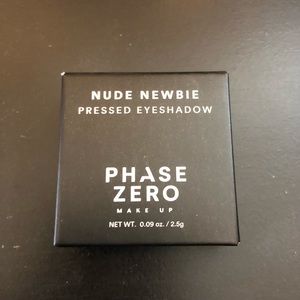 NUDE NEWBIE
PRESSED EYESHADOW
PHASE
ZERO
MAKE UP
NET WT. 0.09 oz. / 2.5g